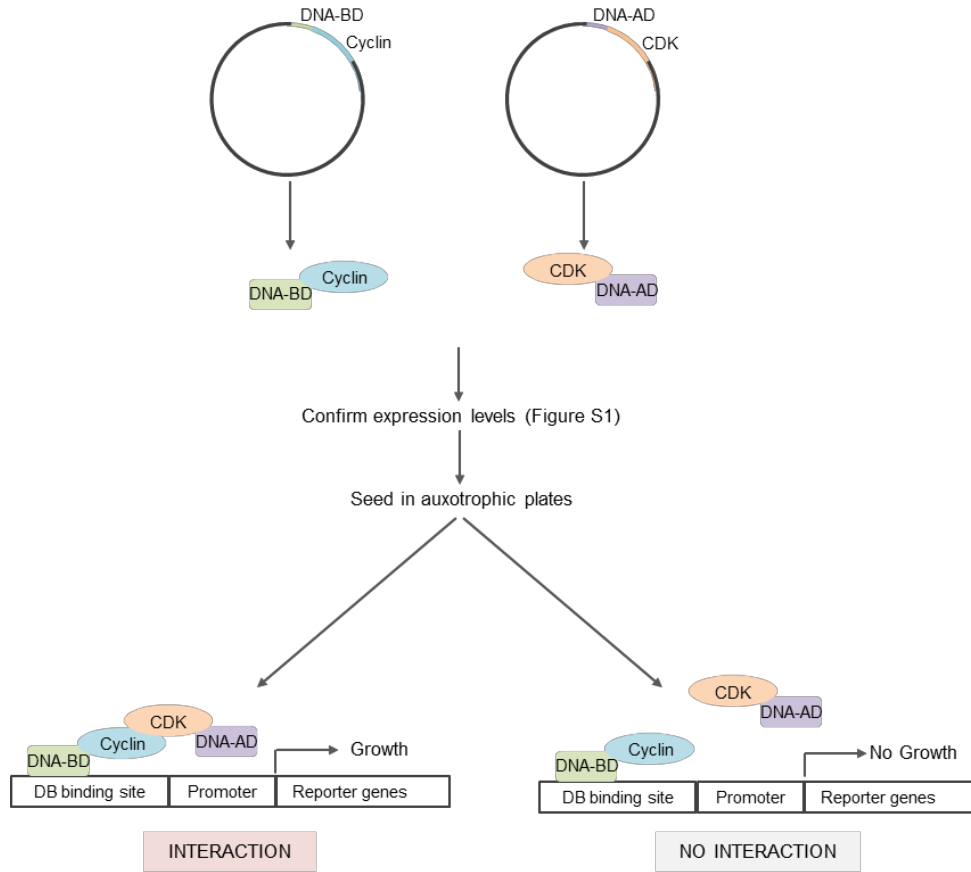 DNA-BD
Cyclin
DNA-AD
CDK
Cyclin
DNA-BD
CDK
DNA-AD
Confirm expression levels (Figure S1)
Seed in auxotrophic plates
CDK
Cyclin
DNA-AD
DNA-BD
Growth
DB binding site
Promoter
Reporter genes
INTERACTION
CDK
DNA-AD
Cyclin
DNA-BD
No Growth
DB binding site
Promoter
Reporter genes
NO INTERACTION